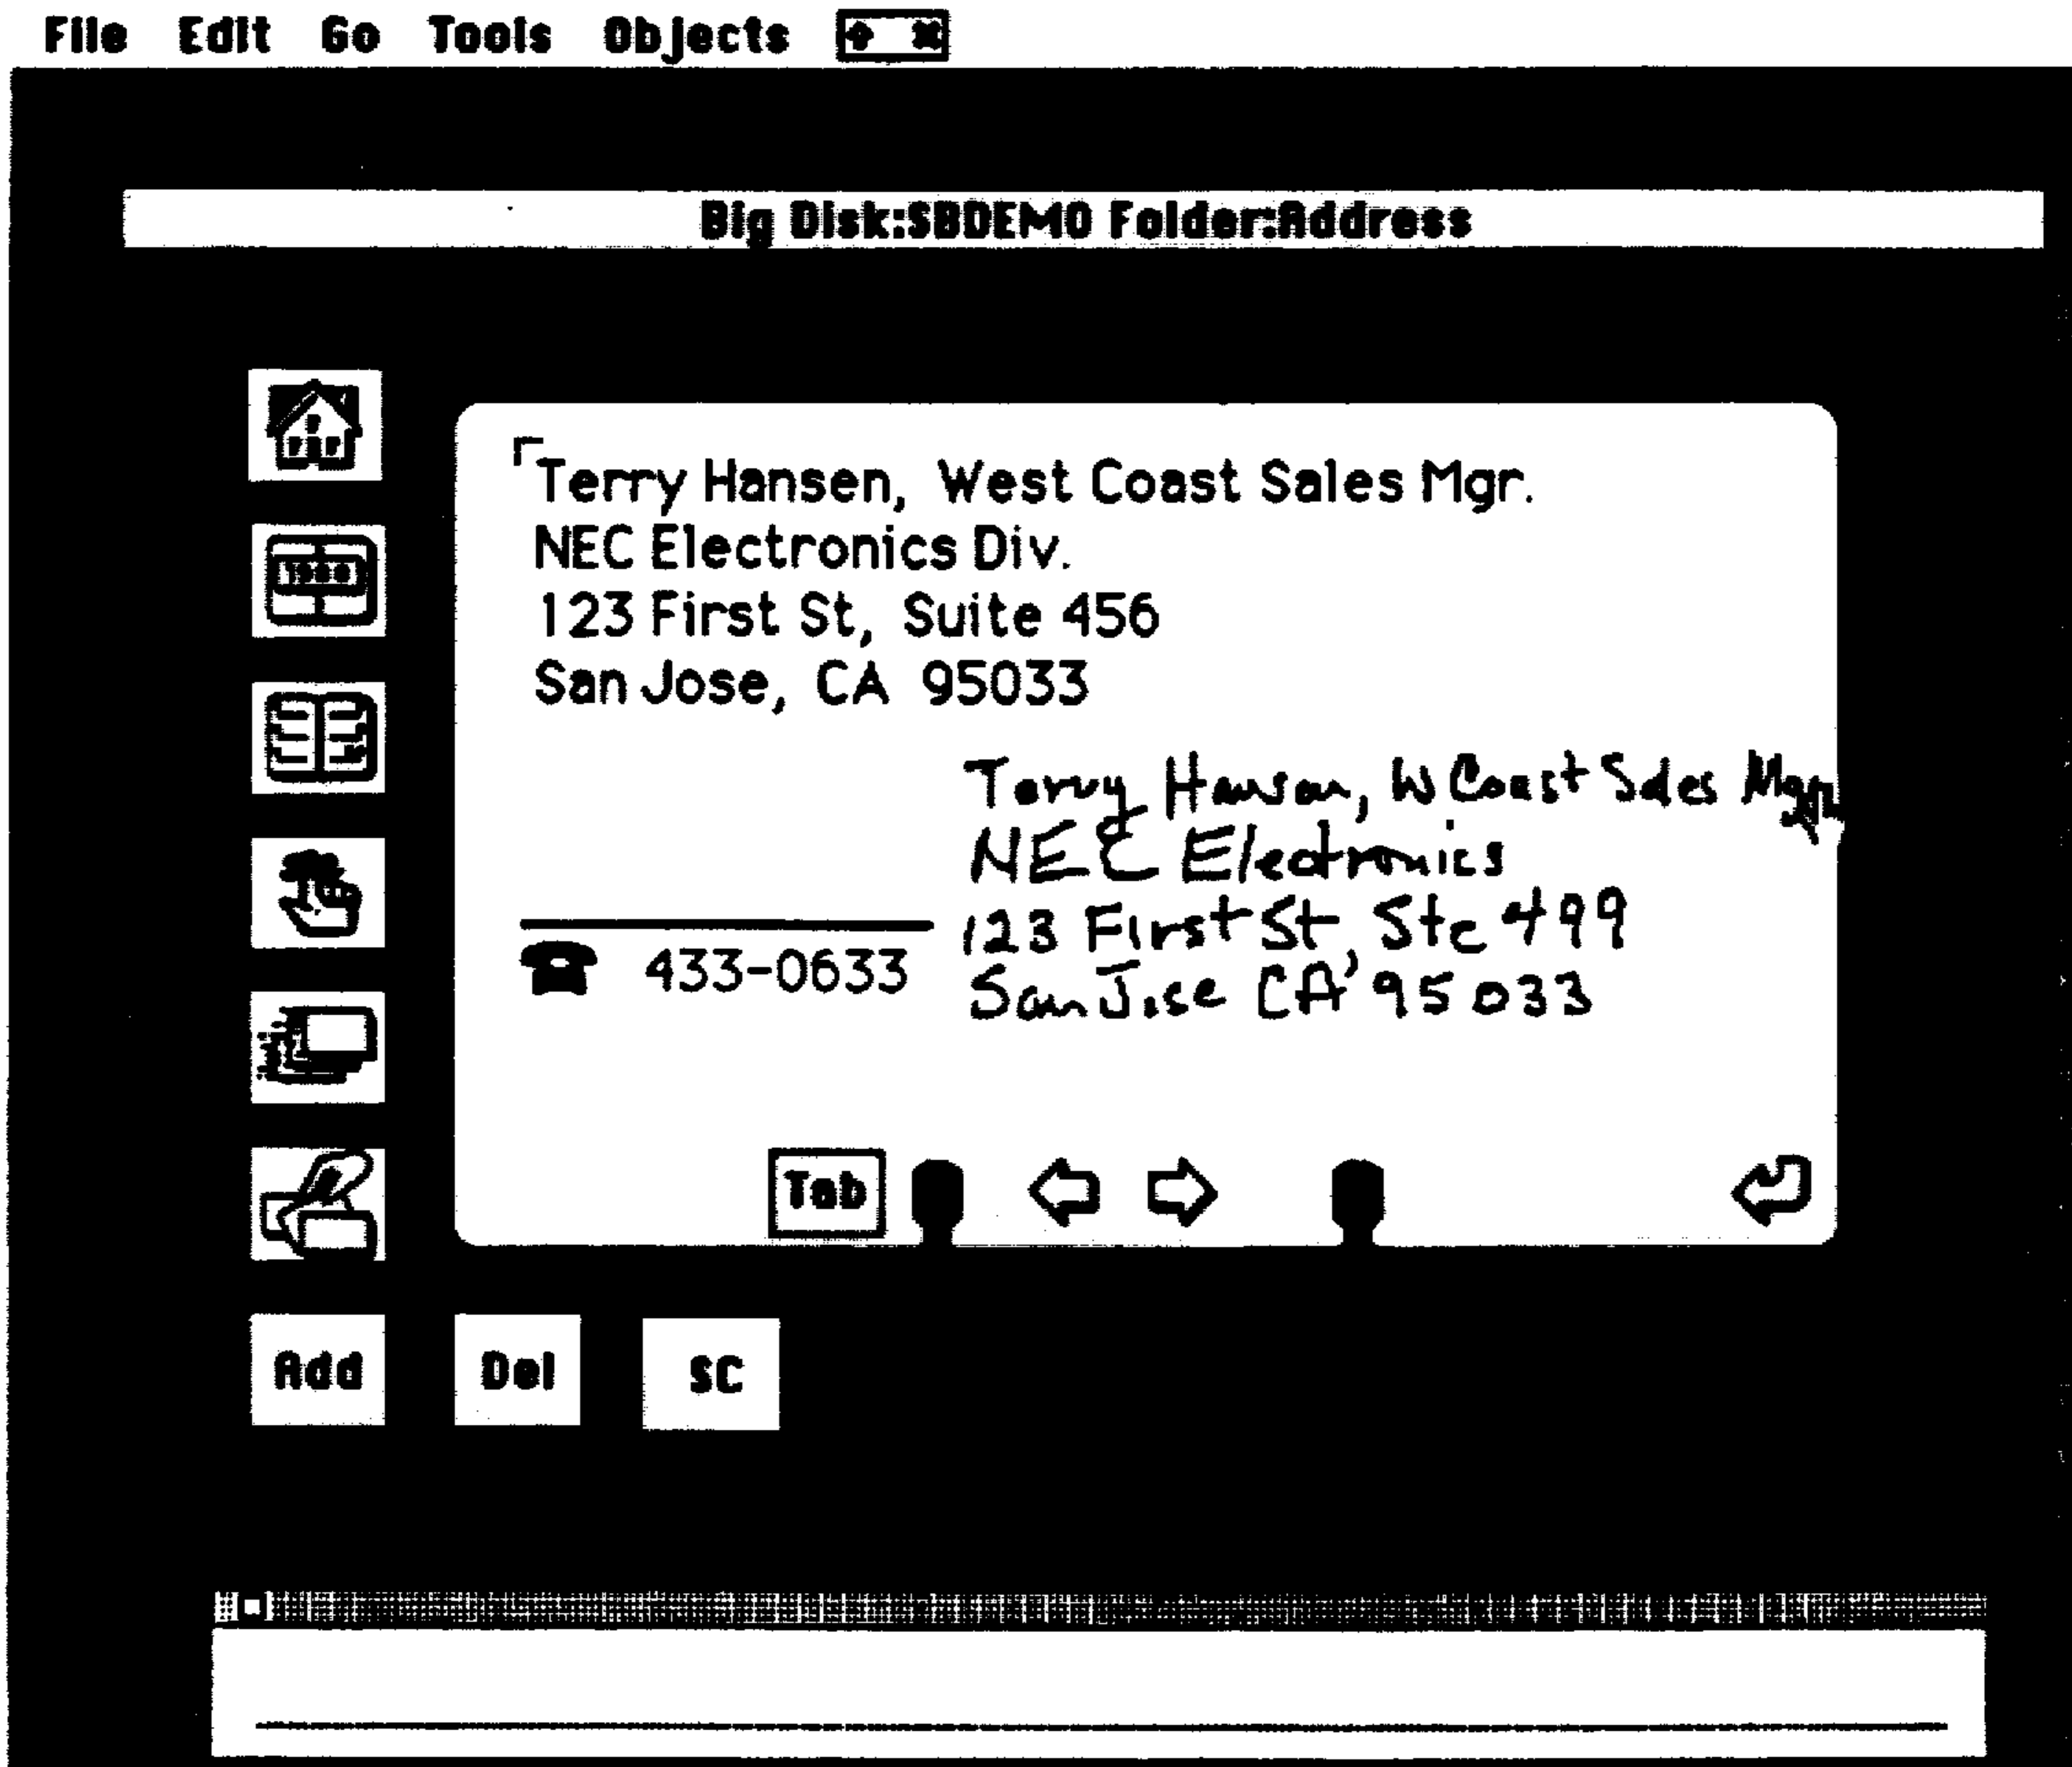 File Edit Go Tools Objects
Big Disk:SBDEMO Folder:Address
Terry Hansen, West Coast Sales Mgr.
NEC Electronics Div.
123 First St, Suite 456
San Jose, CA 95033
Terry Hansen, W Coast Sales Mgr
NEC Electronics
123 First St, Ste 499
San Jose CA 95033
433-0633
Tab
Add Del SC